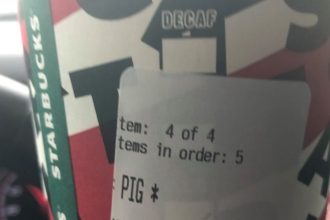 DECAF
STARBUCKS
tem: 4 of 4
tems in order: 5
PIG *